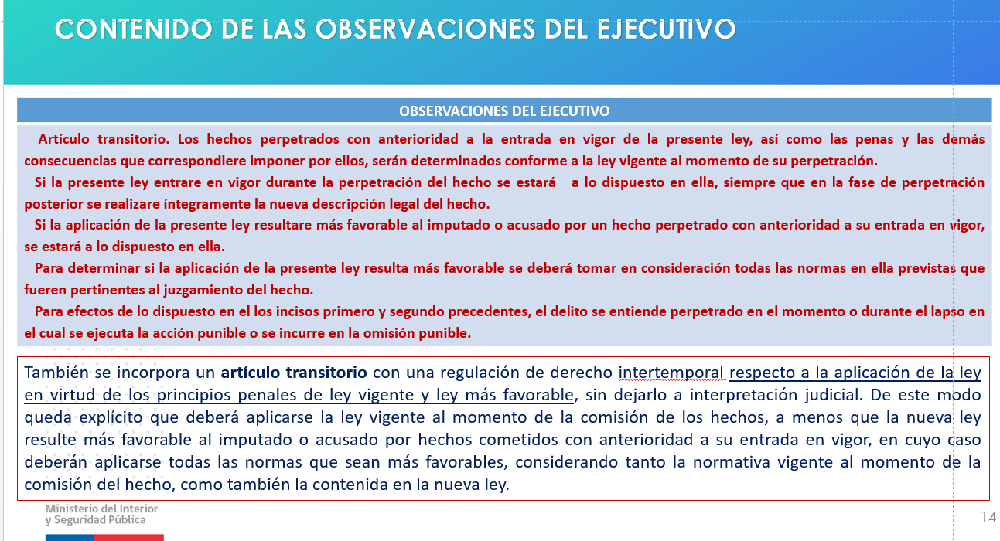 CONTENIDO DE LAS OBSERVACIONES DEL EJECUTIVO
OBSERVACIONES DEL EJECUTIVO
Artículo transitorio. Los hechos perpetrados con anterioridad a la entrada en vigor de la presente ley, así como las penas y las demás
consecuencias que correspondiere imponer por ellos, serán determinados conforme a la ley vigente al momento de su perpetración.
Si la presente ley entrare en vigor durante la perpetración del hecho se estará a lo dispuesto en ella, siempre que en la fase de perpetración
posterior se realizare íntegramente la nueva descripción legal del hecho.
Si la aplicación de la presente ley resultare más favorable al imputado o acusado por un hecho perpetrado con anterioridad a su entrada en vigor,
se estará a lo dispuesto en ella.
Para determinar si la aplicación de la presente ley resulta más favorable se deberá tomar en consideración todas las normas en ella previstas que
fueren pertinentes al juzgamiento del hecho.
Para efectos de lo dispuesto en el los incisos primero y segundo precedentes, el delito se entiende perpetrado en el momento o durante el lapso en
el cual se ejecuta la acción punible o se incurre en la omisión punible.
También se incorpora un artículo transitorio con una regulación de derecho intertemporal respecto a la aplicación de la ley
en virtud de los principios penales de ley vigente y ley más favorable, sin dejarlo a interpretación judicial. De este modo
queda explícito que deberá aplicarse la ley vigente al momento de la comisión de los hechos, a menos que la nueva ley
resulte más favorable al imputado o acusado por hechos cometidos con anterioridad a su entrada en vigor, en cuyo caso
deberán aplicarse todas las normas que sean más favorables, considerando tanto la normativa vigente al momento de la
comisión del hecho, como también la contenida en la nueva ley.
Ministerio del Interior
y Seguridad Pública
14